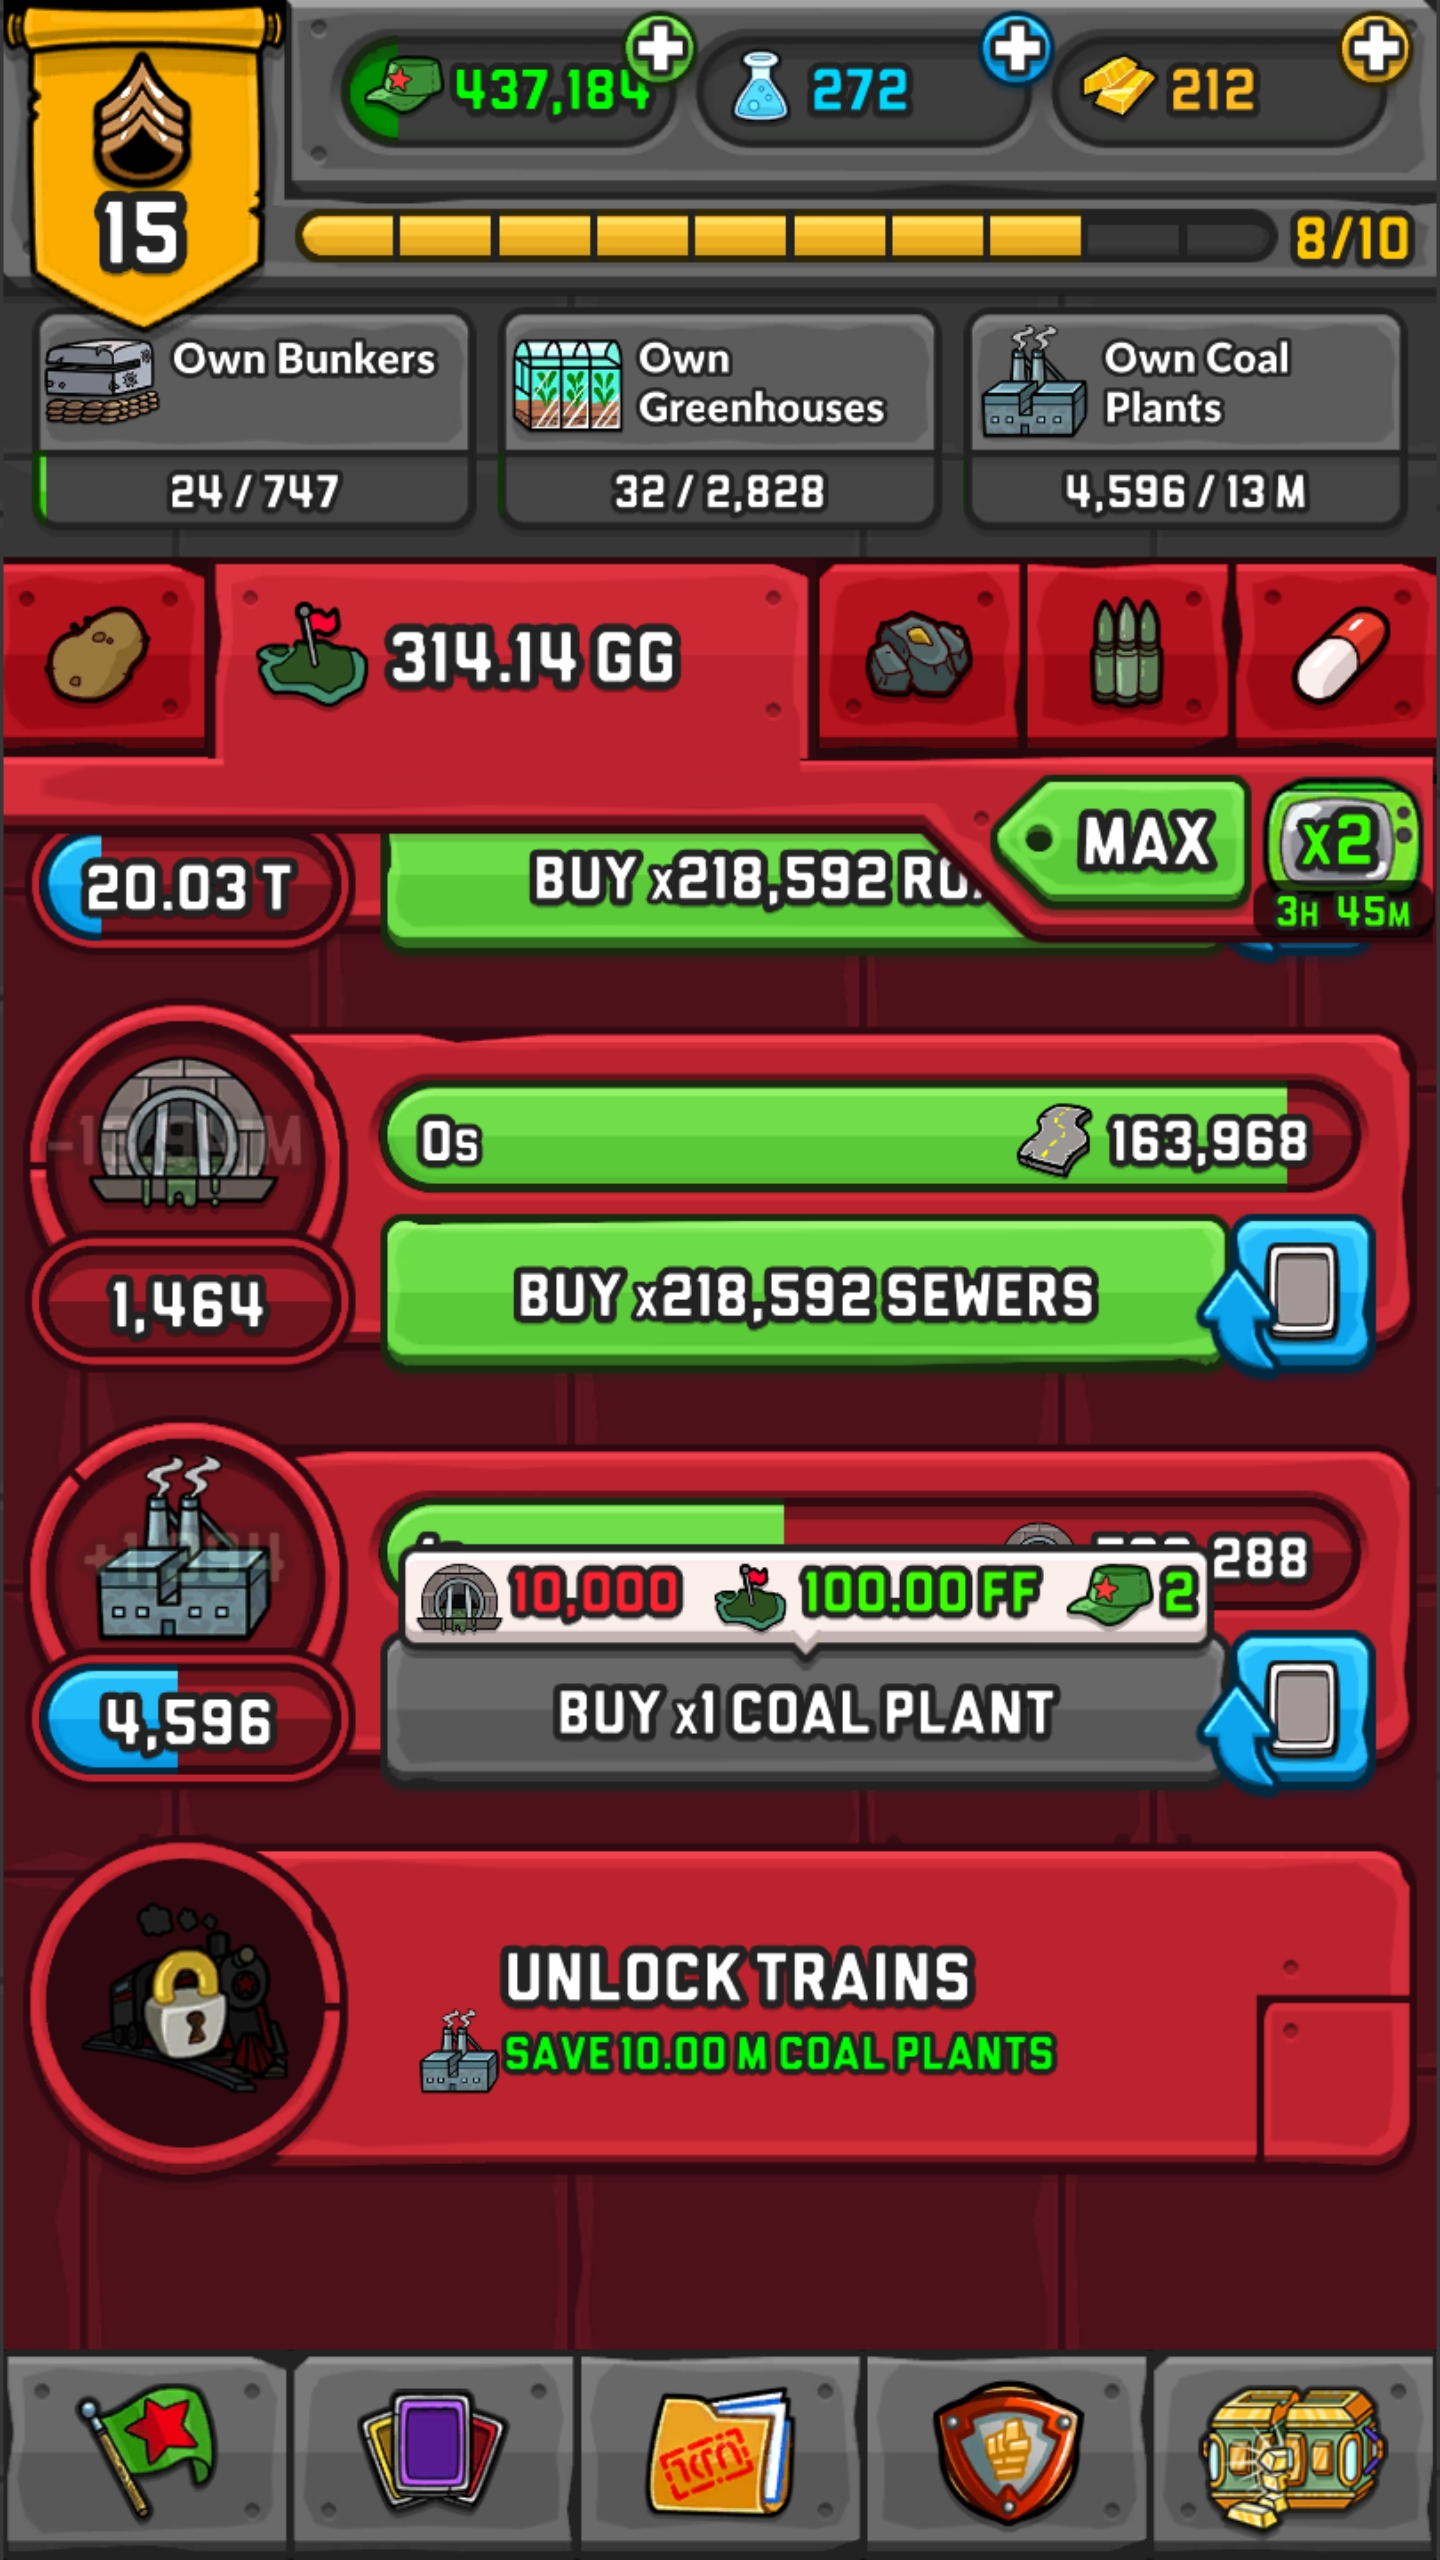 437,184
272
212
15
8/10
Own Bunkers
24 / 747
Own
Greenhouses
32 / 2,828
Own Coal
Plants
4,596 / 13 M
314.14 GG
MAX
x2
3H 45M
20.03 T
BUY x218,592
0s
163,968
1,464
BUY x218,592 SEWERS
288
10,000
100.00 FF
2
4,596
BUY x1 COAL PLANT
UNLOCK TRAINS
SAVE 10.00 M COAL PLANTS